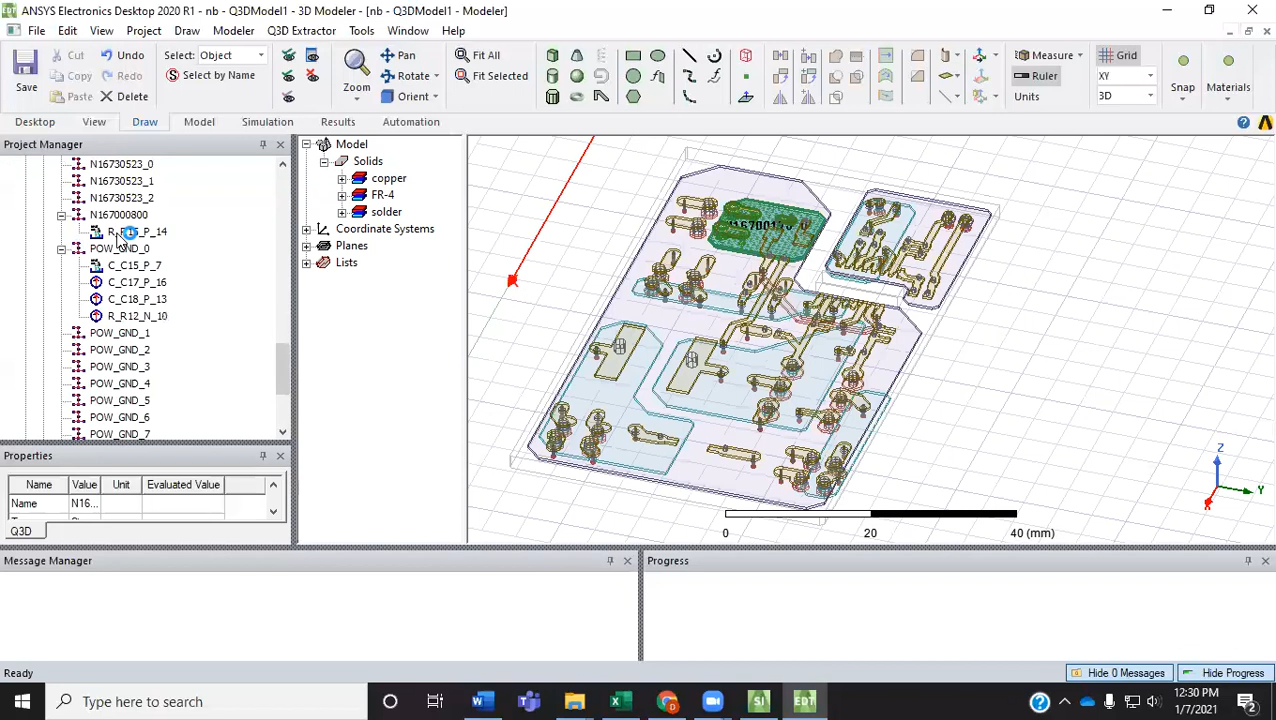 ANSYS Electronics Desktop 2020 R1 - nb - Q3DModel1 - 3D Modeler - [nb - Q3DModel1 - Modeler]
File Edit View Project Draw Modeler Q3D Extractor Tools Window Help
Save
Cut
Copy
Paste
Undo
Redo
Delete
Select: Object
Select by Name
Zoom
Pan
Rotate
Orient
Fit All
Fit Selected
Measure
Ruler
Units
Grid
XY
3D
Snap
Materials
Desktop View Draw Model Simulation Results Automation
Project Manager
N16730523_0
N16730523_1
N16730523_2
N167000800
POW_GND_0
C_C15_P_7
C_C17_P_16
C_C18_P_13
R_R12_N_10
POW_GND_1
POW_GND_2
POW_GND_3
POW_GND_4
POW_GND_5
POW_GND_6
POW_GND_7
Properties
Name Value Unit Evaluated Value
Name N16...
Q3D
Model
Solids
copper
FR-4
solder
Coordinate Systems
Planes
Lists
Z
Y
X
0 20 40 (mm)
Message Manager
Progress
Ready
Hide 0 Messages
Hide Progress
Type here to search
12:30 PM
1/7/2021
2